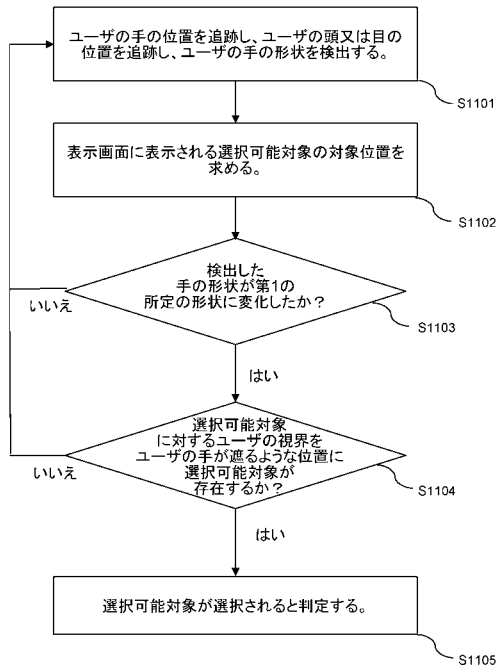 ユーザの手の位置を追跡し、ユーザの頭又は目の
位置を追跡し、ユーザの手の形状を検出する。
S1101
表示画面に表示される選択可能対象の対象位置を
求める。
S1102
検出した
手の形状が第1の
所定の形状に変化したか？
いいえ
S1103
はい
選択可能対象
に対するユーザの視界を
ユーザの手が遮るような位置に
選択可能対象が
存在するか？
いいえ
S1104
はい
選択可能対象が選択されると判定する。
S1105